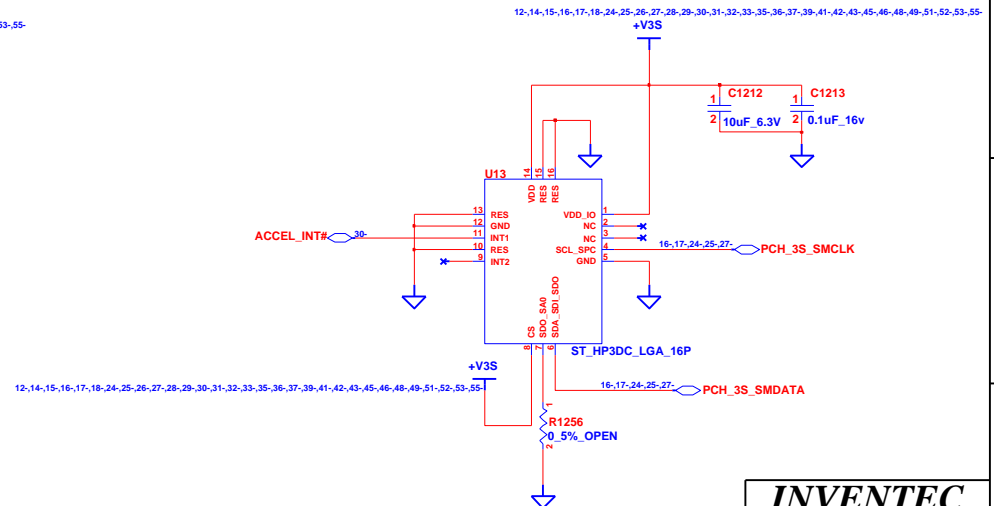 12-,14-,15-,16-,17-,18-,24-,25-,26-,27-,28-,29-,30-,31-,32-,33-,35-,36-,37-,39-,41-,42-,43-,45-,46-,48-,49-,51-,52-,53-,55-
53-,55-
+V3S
C1212
1
2
10uF_6.3V
C1213
1
2
0.1uF_16v
U13
14
15
16
VDD
RES
RES
13
RES
12
GND
11
INT1
10
RES
9
INT2
VDD_IO
1
NC
2
NC
3
SCL_SPC
4
GND
5
ACCEL_INT#
30-
16-,17-,24-,25-,27-
PCH_3S_SMCLK
CS
SDO_SA0
SDA_SDI_SDO
8
7
6
ST_HP3DC_LGA_16P
+V3S
12-,14-,15-,16-,17-,18-,24-,25-,26-,27-,28-,29-,30-,31-,32-,33-,35-,36-,37-,39-,41-,42-,43-,45-,46-,48-,49-,51-,52-,53-,55-
16-,17-,24-,25-,27-
PCH_3S_SMDATA
1
R1256
0_5%_OPEN
2
INVENTEC